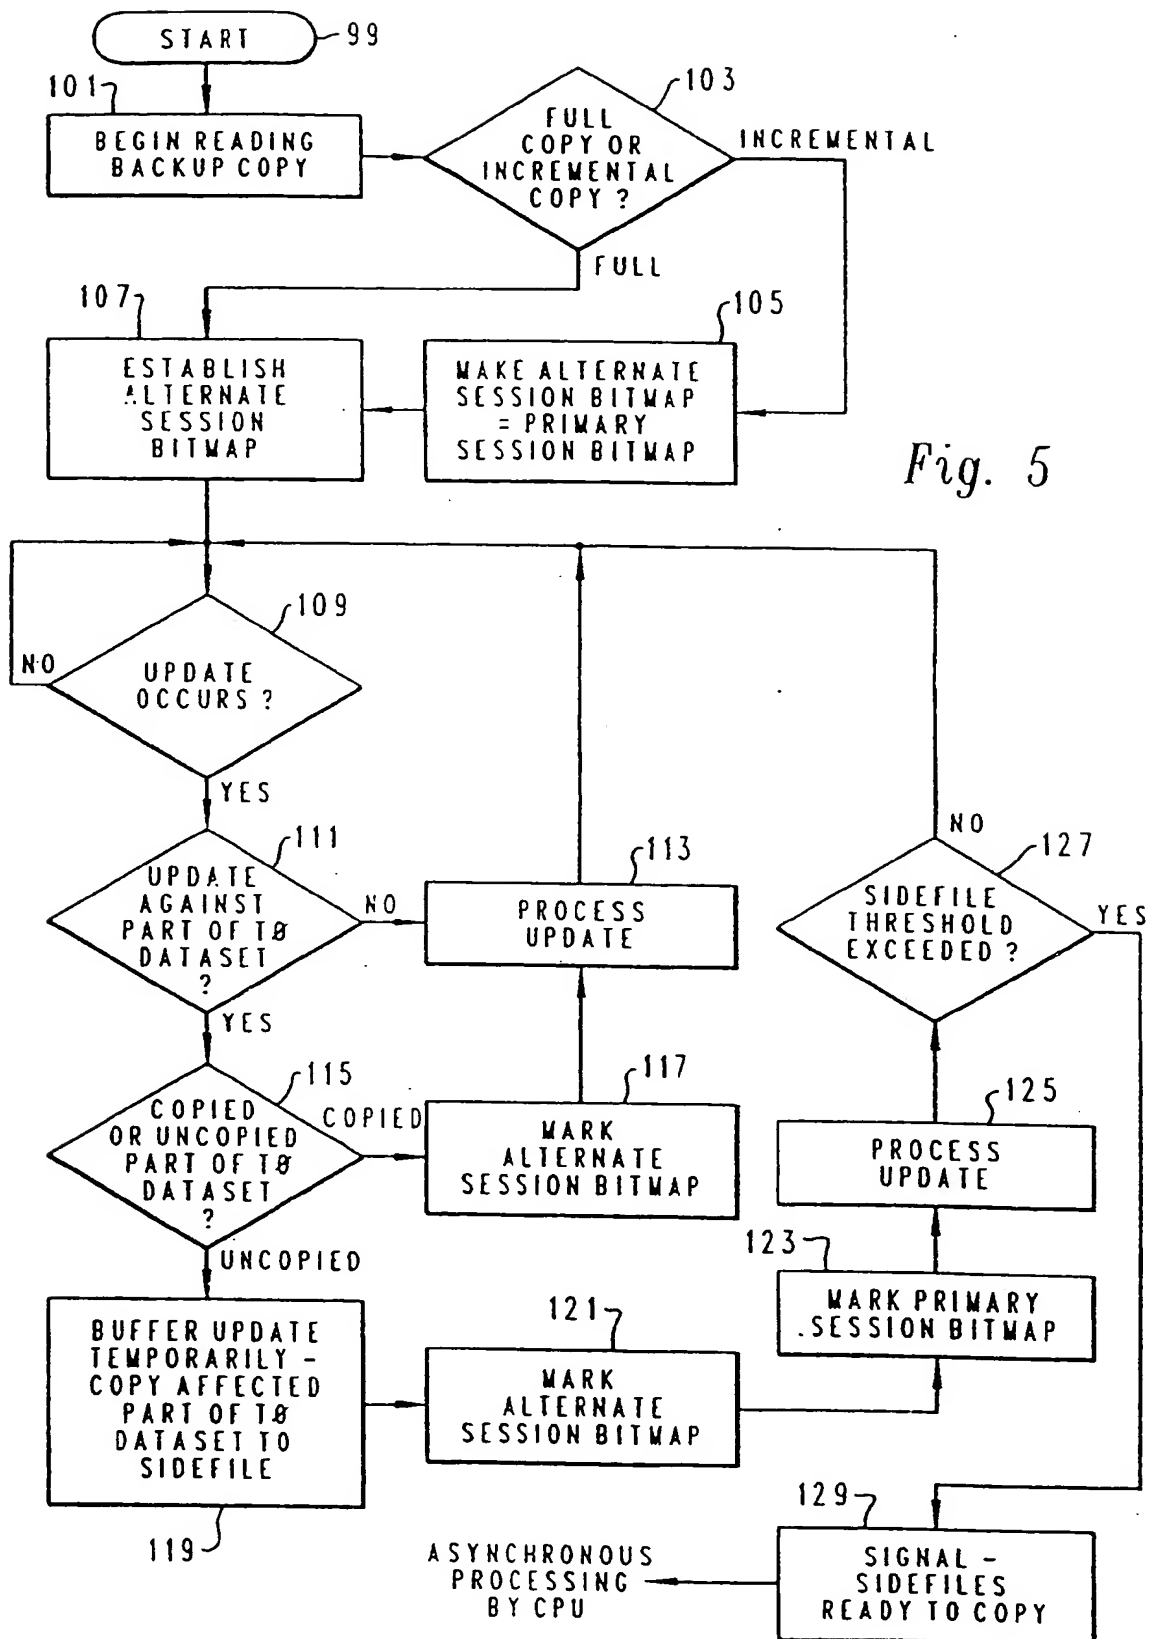 START
99
101
BEGIN READING
BACKUP COPY
103
FULL
COPY OR
INCREMENTAL
COPY ?
INCREMENTAL
FULL
107
ESTABLISH
ALTERNATE
SESSION
BITMAP
105
MAKE ALTERNATE
SESSION BITMAP
= PRIMARY
SESSION BITMAP
Fig. 5
109
NO
UPDATE
OCCURS ?
YES
111
UPDATE
AGAINST
PART OF T0
DATASET
?
NO
113
PROCESS
UPDATE
YES
115
COPIED
OR UNCOPIED
PART OF T0
DATASET
?
COPIED
117
MARK
ALTERNATE
SESSION BITMAP
UNCOPIED
BUFFER UPDATE
TEMPORARILY -
COPY AFFECTED
PART OF T0
DATASET TO
SIDEFILE
119
121
MARK
ALTERNATE
SESSION BITMAP
123
MARK PRIMARY
SESSION BITMAP
125
PROCESS
UPDATE
127
SIDEFILE
THRESHOLD
EXCEEDED ?
NO
YES
129
SIGNAL -
SIDEFILES
READY TO COPY
ASYNCHRONOUS
PROCESSING
BY CPU